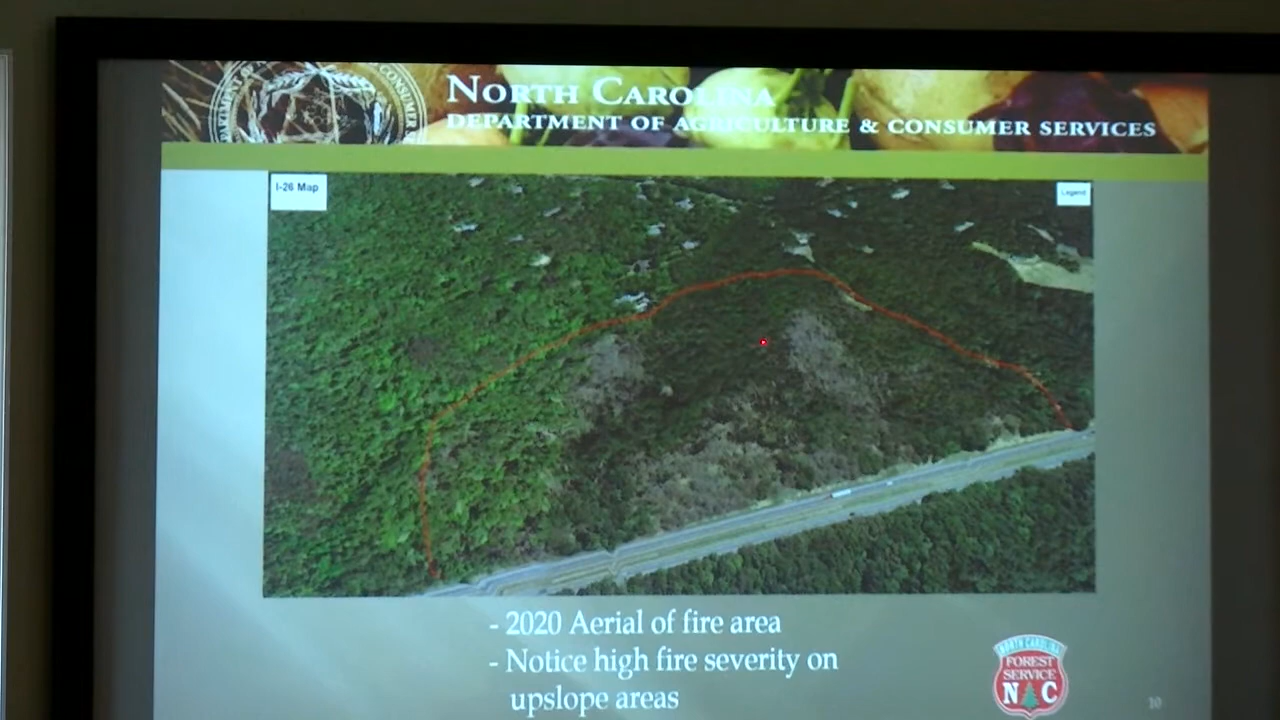 NORTH CAROLINA
DEPARTMENT OF AGRICULTURE & CONSUMER SERVICES
I-26 Map
Legend
- 2020 Aerial of fire area
- Notice high fire severity on
upslope areas
NORTH CAROLINA
FOREST
SERVICE
N C
10